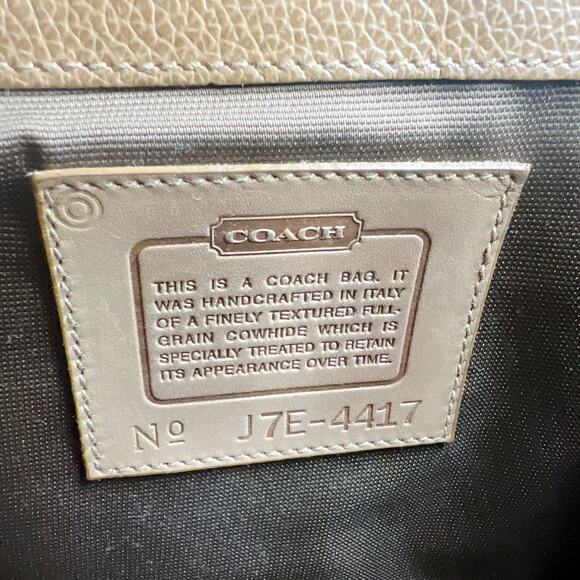 COACH
THIS IS A COACH BAG. IT
WAS HANDCRAFTED IN ITALY
OF A FINELY TEXTURED FULL-
GRAIN COWHIDE WHICH IS
SPECIALLY TREATED TO RETAIN
ITS APPEARANCE OVER TIME.
Nº J7E-4417